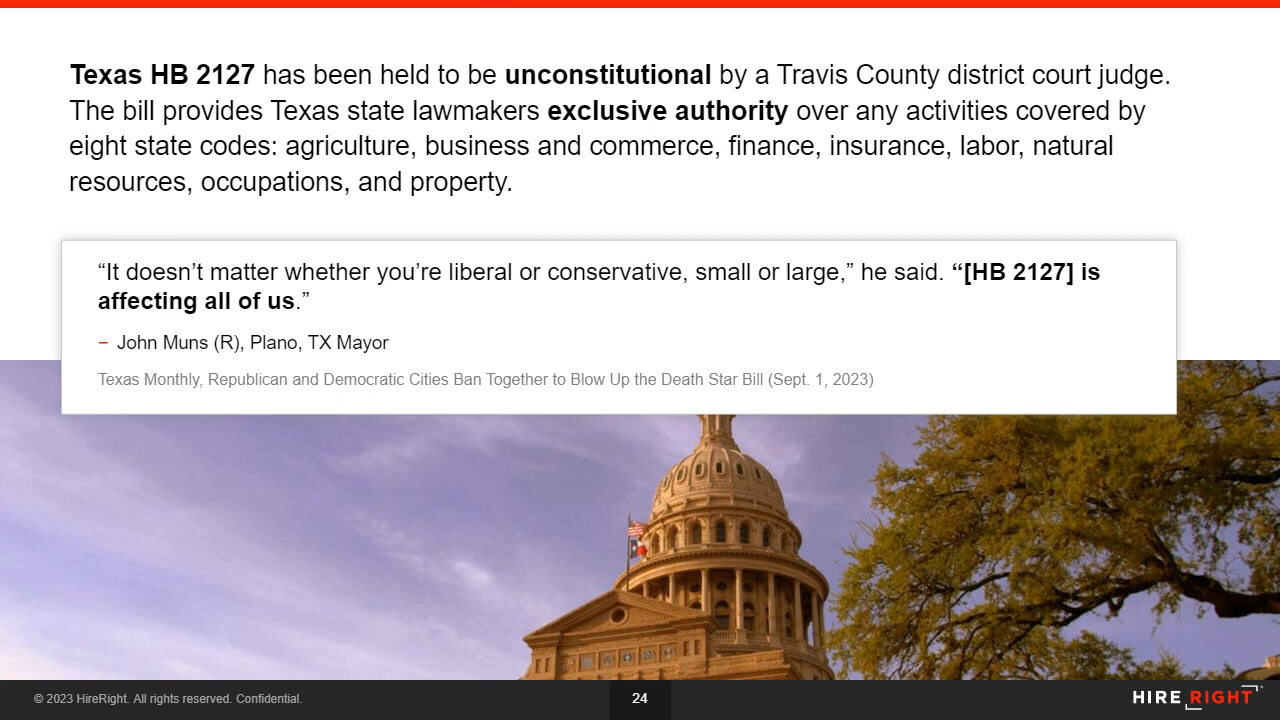 Texas HB 2127 has been held to be unconstitutional by a Travis County district court judge.
The bill provides Texas state lawmakers exclusive authority over any activities covered by
eight state codes: agriculture, business and commerce, finance, insurance, labor, natural
resources, occupations, and property.
“It doesn’t matter whether you’re liberal or conservative, small or large,” he said. “[HB 2127] is
affecting all of us.”
– John Muns (R), Plano, TX Mayor
Texas Monthly, Republican and Democratic Cities Ban Together to Blow Up the Death Star Bill (Sept. 1, 2023)
© 2023 HireRight. All rights reserved. Confidential.
24
HIRE RIGHT